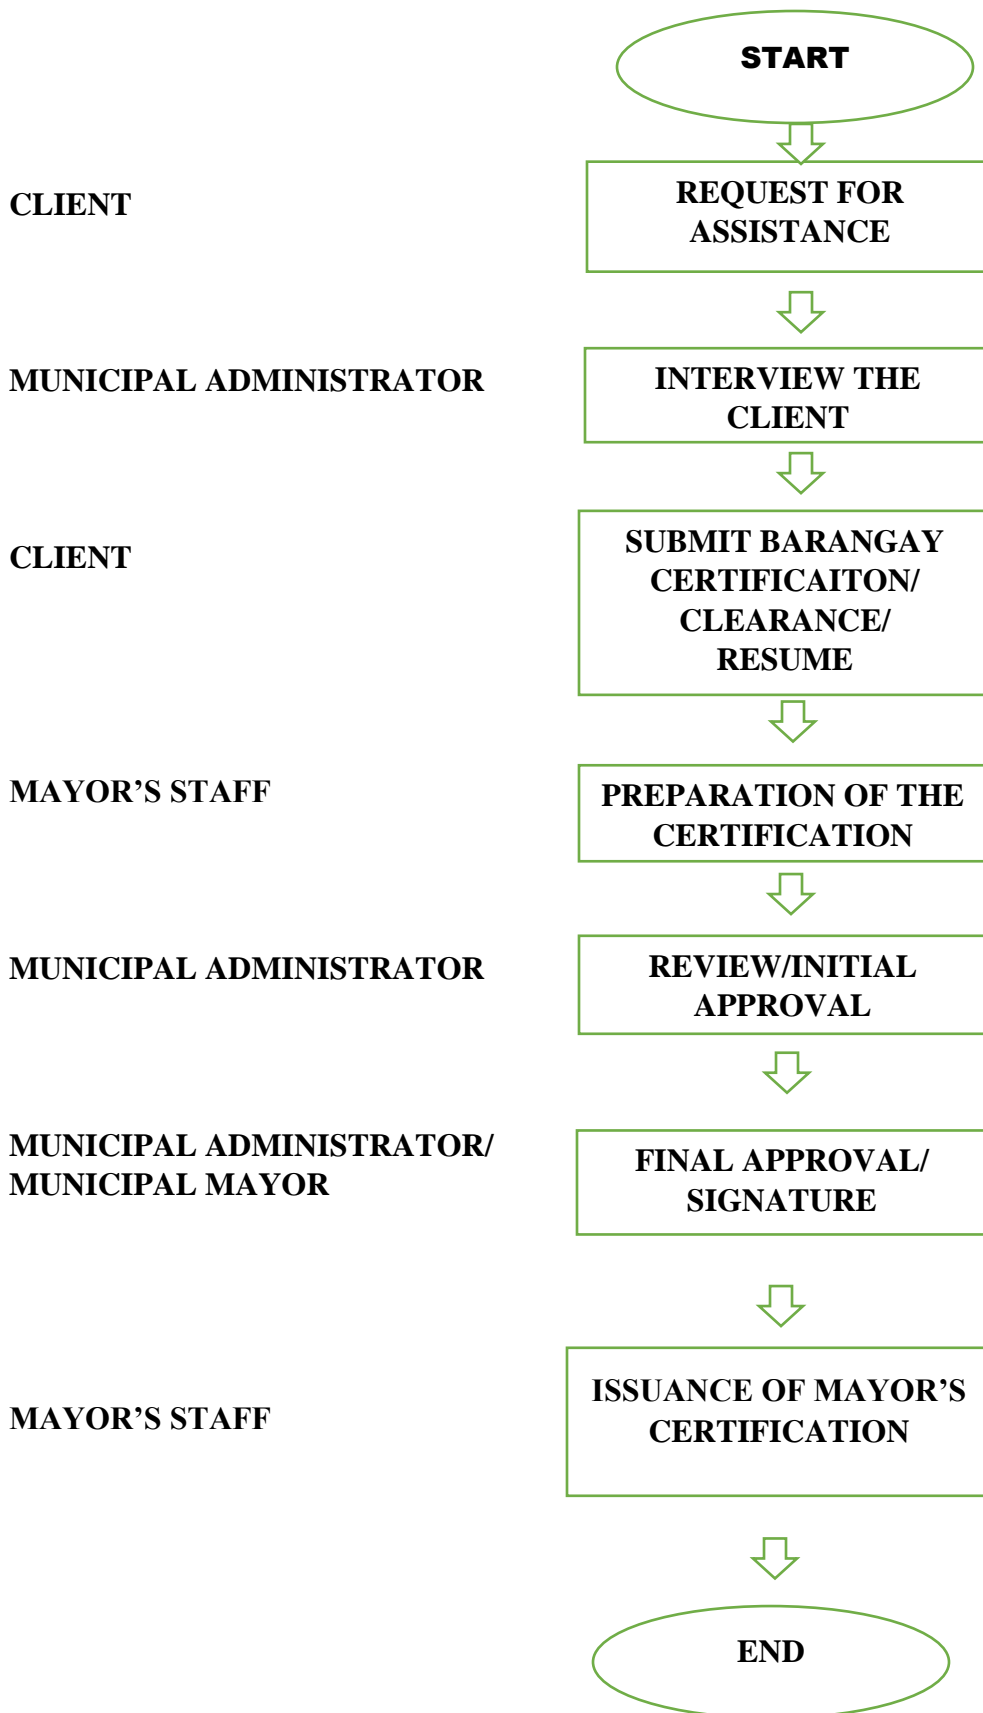 START
CLIENT
REQUEST FOR
ASSISTANCE
MUNICIPAL ADMINISTRATOR
INTERVIEW THE
CLIENT
CLIENT
SUBMIT BARANGAY
CERTIFICAITON/
CLEARANCE/
RESUME
MAYOR’S STAFF
PREPARATION OF THE
CERTIFICATION
MUNICIPAL ADMINISTRATOR
REVIEW/INITIAL
APPROVAL
MUNICIPAL ADMINISTRATOR/
MUNICIPAL MAYOR
FINAL APPROVAL/
SIGNATURE
MAYOR’S STAFF
ISSUANCE OF MAYOR’S
CERTIFICATION
END